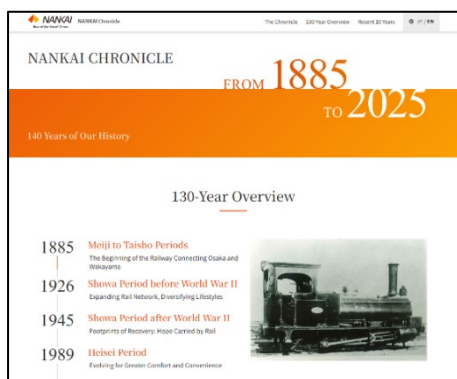 NANKAI NANKAI Chronicle The Chronicle 130-Year Overview Recent 10 Years JP / EN
NANKAI CHRONICLE
FROM 1885
TO 2025
140 Years of Our History
130-Year Overview
1885 Meiji to Taisho Periods
The Beginning of the Railway Connecting Osaka and
Wakayama
1926 Showa Period before World War II
Expanding Rail Network, Diversifying Lifestyles
1945 Showa Period after World War II
Footprints of Recovery: Hope Carried by Rail
1989 Heisei Period
Evolving for Greater Comfort and Convenience